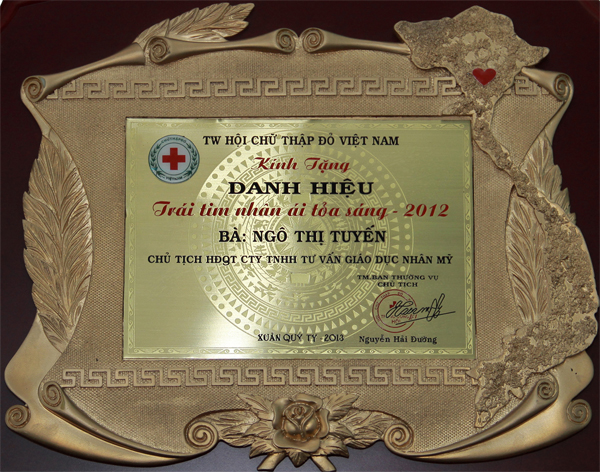 TW HỘI CHỮ THẬP ĐỎ VIỆT NAM
Kính Tặng
DANH HIỆU
Trái tim nhân ái tỏa sáng - 2012
BÀ: NGÔ THỊ TUYẾN
CHỦ TỊCH HĐQT CTY TNHH TƯ VẤN GIÁO DỤC NHÂN MỸ
TM.BAN THƯỜNG VỤ
CHỦ TỊCH
XUÂN QUÝ TỴ - 2013
Nguyễn Hải Đường